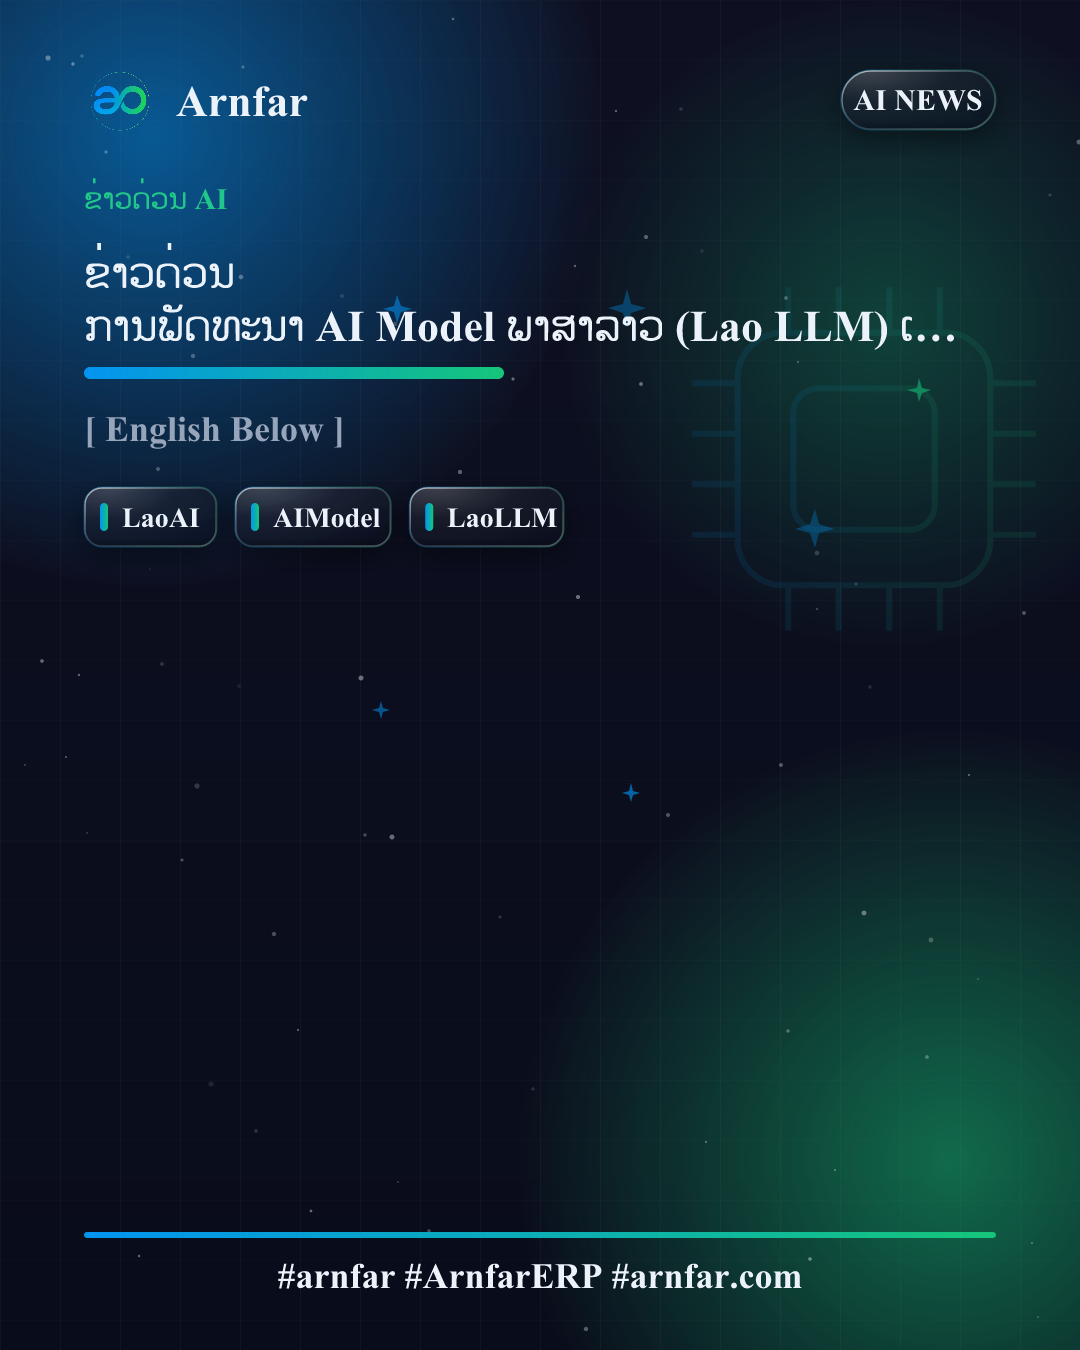 Arnfar
AI NEWS
ຂ່າວດ່ວນ AI
ຂ່າວດ່ວນ
ການພັດທະນາ AI Model ພາສາລາວ (Lao LLM) ເ...
[ English Below ]
LaoAI
AIModel
LaoLLM
#arnfar #ArnfarERP #arnfar.com